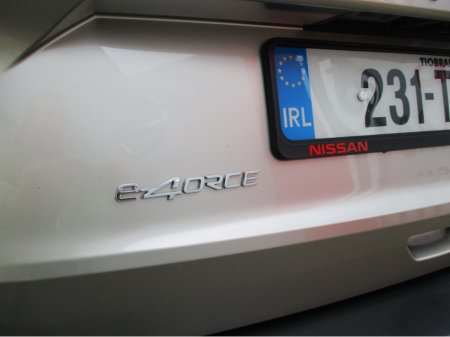 TIOBRA
IRL 231-T
NISSAN
e-4ORCE